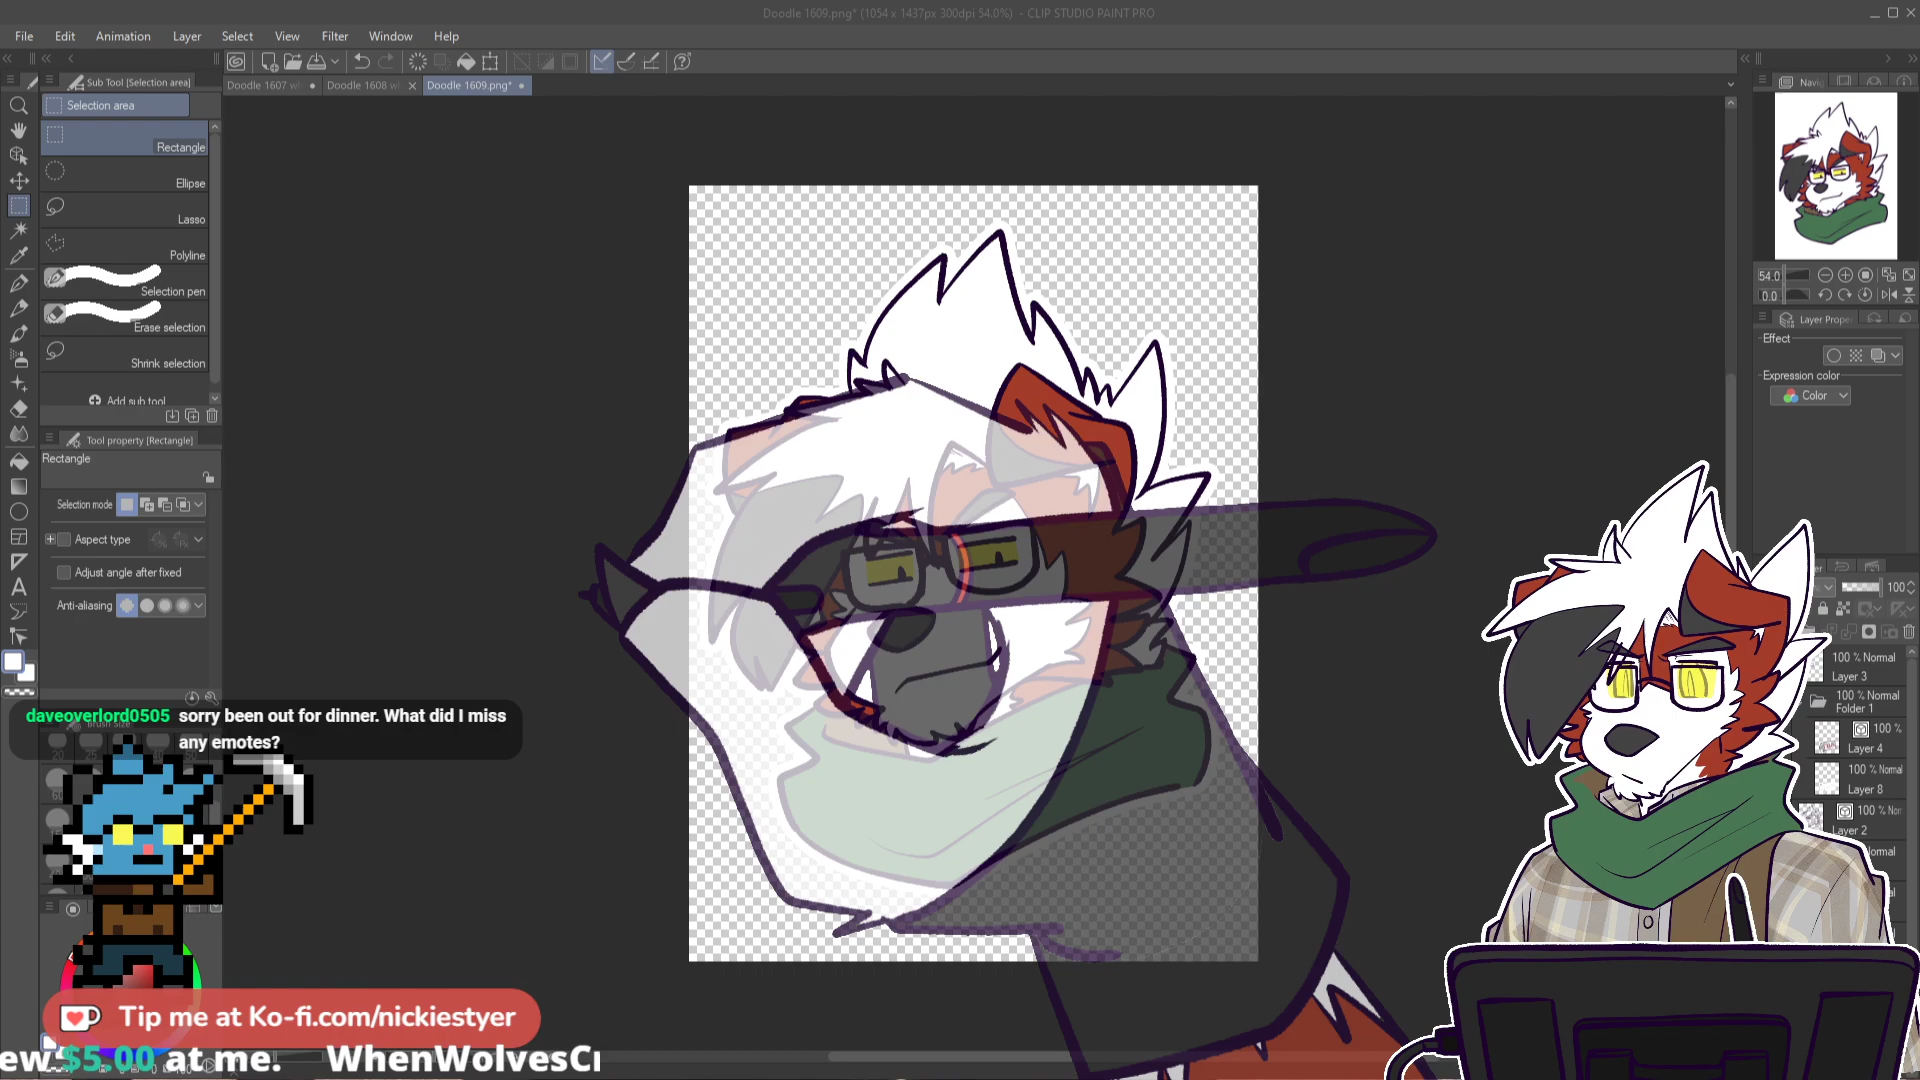 Doodle 1609.png* (1054 x 1437px 300dpi 54.0%) - CLIP STUDIO PAINT PRO
File Edit Animation Layer Select View Filter Window Help
Sub Tool [Selection area]
Doodle 1607 Doodle 1608 Doodle 1609.png*
Selection area
Rectangle
Ellipse
Lasso
Polyline
Selection pen
Erase selection
Shrink selection
Add sub tool
Tool property [Rectangle]
Rectangle
Selection mode
Aspect type
Adjust angle after fixed
Anti-aliasing
54.0
0.0
Effect
Expression color
Color
100
100 % Normal
Layer 3
100 % Normal
Folder 1
100 %
Layer 4
100 % Normal
Layer 8
100 %
Layer 2
daveoverlord0505 sorry been out for dinner. What did I miss
any emotes?
Tip me at Ko-fi.com/nickiestyer
$5.00 at me.